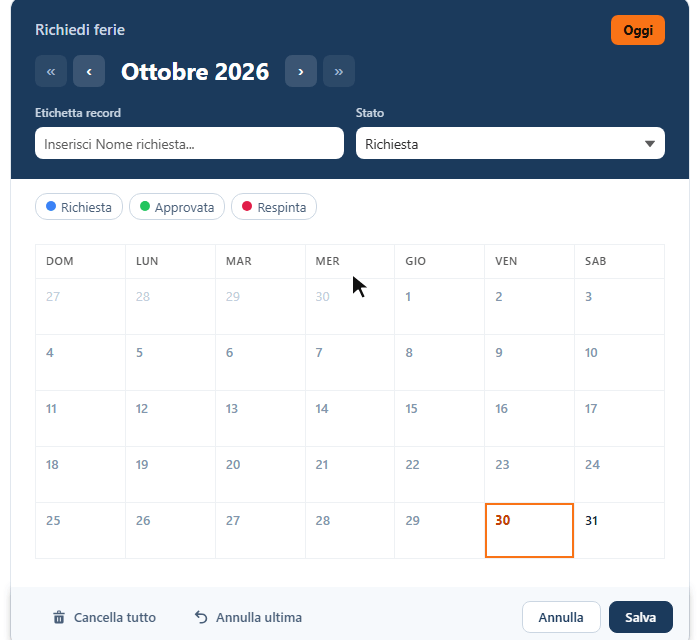 Richiedi ferie
Oggi
« ‹ Ottobre 2026 › »
Etichetta record
Stato
Inserisci Nome richiesta...
Richiesta
Richiesta Approvata Respinta
DOM LUN MAR MER GIO VEN SAB
27 28 29 30 1 2 3
4 5 6 7 8 9 10
11 12 13 14 15 16 17
18 19 20 21 22 23 24
25 26 27 28 29 30 31
Cancella tutto Annulla ultima Annulla Salva